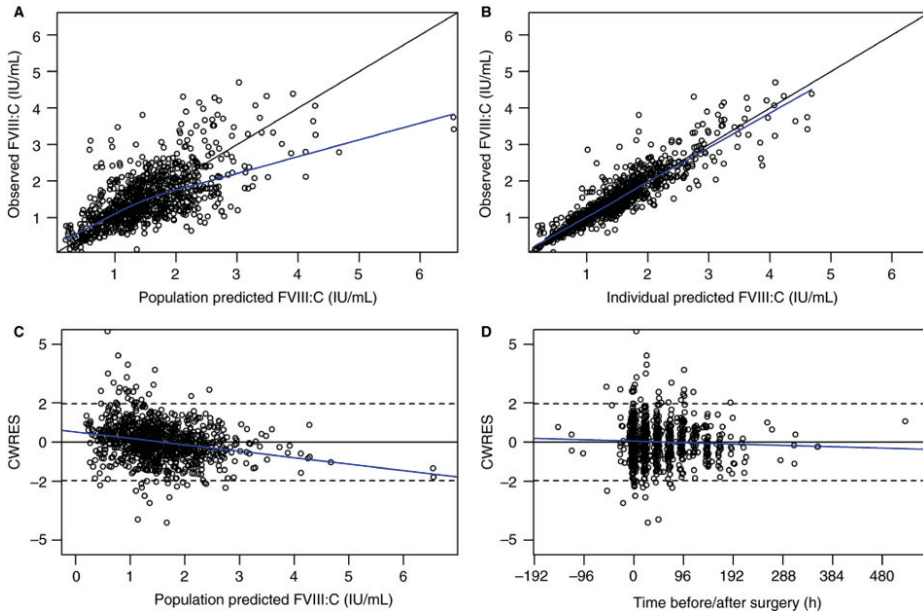 A
Observed FVIII:C (IU/mL)
6
5
4
3
2
1
1 2 3 4 5 6
Population predicted FVIII:C (IU/mL)
B
Observed FVIII:C (IU/mL)
6
5
4
3
2
1
1 2 3 4 5 6
Individual predicted FVIII:C (IU/mL)
C
CWRES
5
2
0
−2
−5
0 1 2 3 4 5 6
Population predicted FVIII:C (IU/mL)
D
CWRES
5
2
0
−2
−5
−192 −96 0 96 192 288 384 480
Time before/after surgery (h)